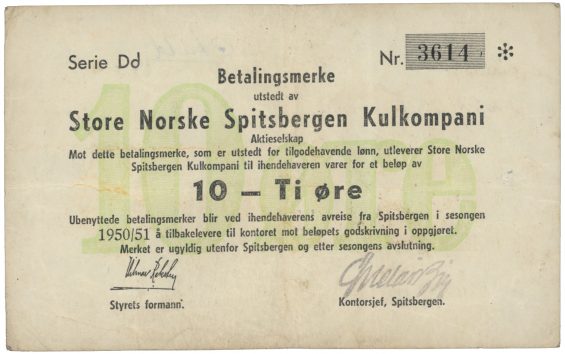 Serie Dd
Nr. 3614 *
Betalingsmerke
utstedt av
Store Norske Spitsbergen Kulkompani
Aktieselskap
Mot dette betalingsmerke, som er utstedt for tilgodehavende lønn, utleverer Store Norske
Spitsbergen Kulkompani til ihendehaveren varer for et beløp av
10 — Ti øre
Ubenyttede betalingsmerker blir ved ihendehaverens avreise fra Spitsbergen i sesongen
1950/51 å tilbakelevere til kontoret mot beløpets godskrivning i oppgjøret.
Merket er ugyldig utenfor Spitsbergen og etter sesongens avslutning.
Styrets formann.
Kontorsjef, Spitsbergen.